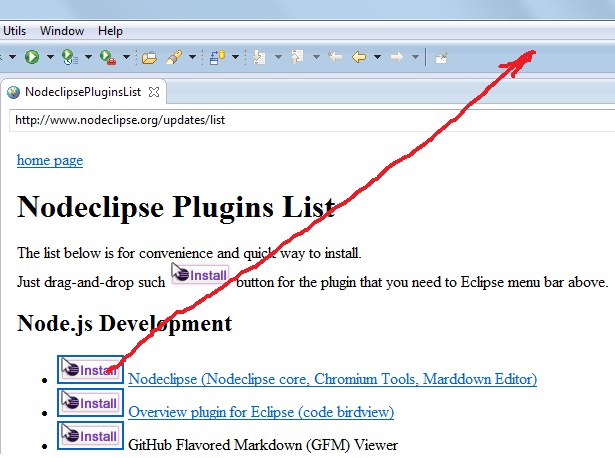 Utils Window Help
NodeclipsePluginsList
http://www.nodeclipse.org/updates/list
home page
Nodeclipse Plugins List
The list below is for convenience and quick way to install.
Just drag-and-drop such Install button for the plugin that you need to Eclipse menu bar above.
Node.js Development
Install Nodeclipse (Nodeclipse core, Chromium Tools, Marddown Editor)
Install Overview plugin for Eclipse (code birdview)
Install GitHub Flavored Markdown (GFM) Viewer